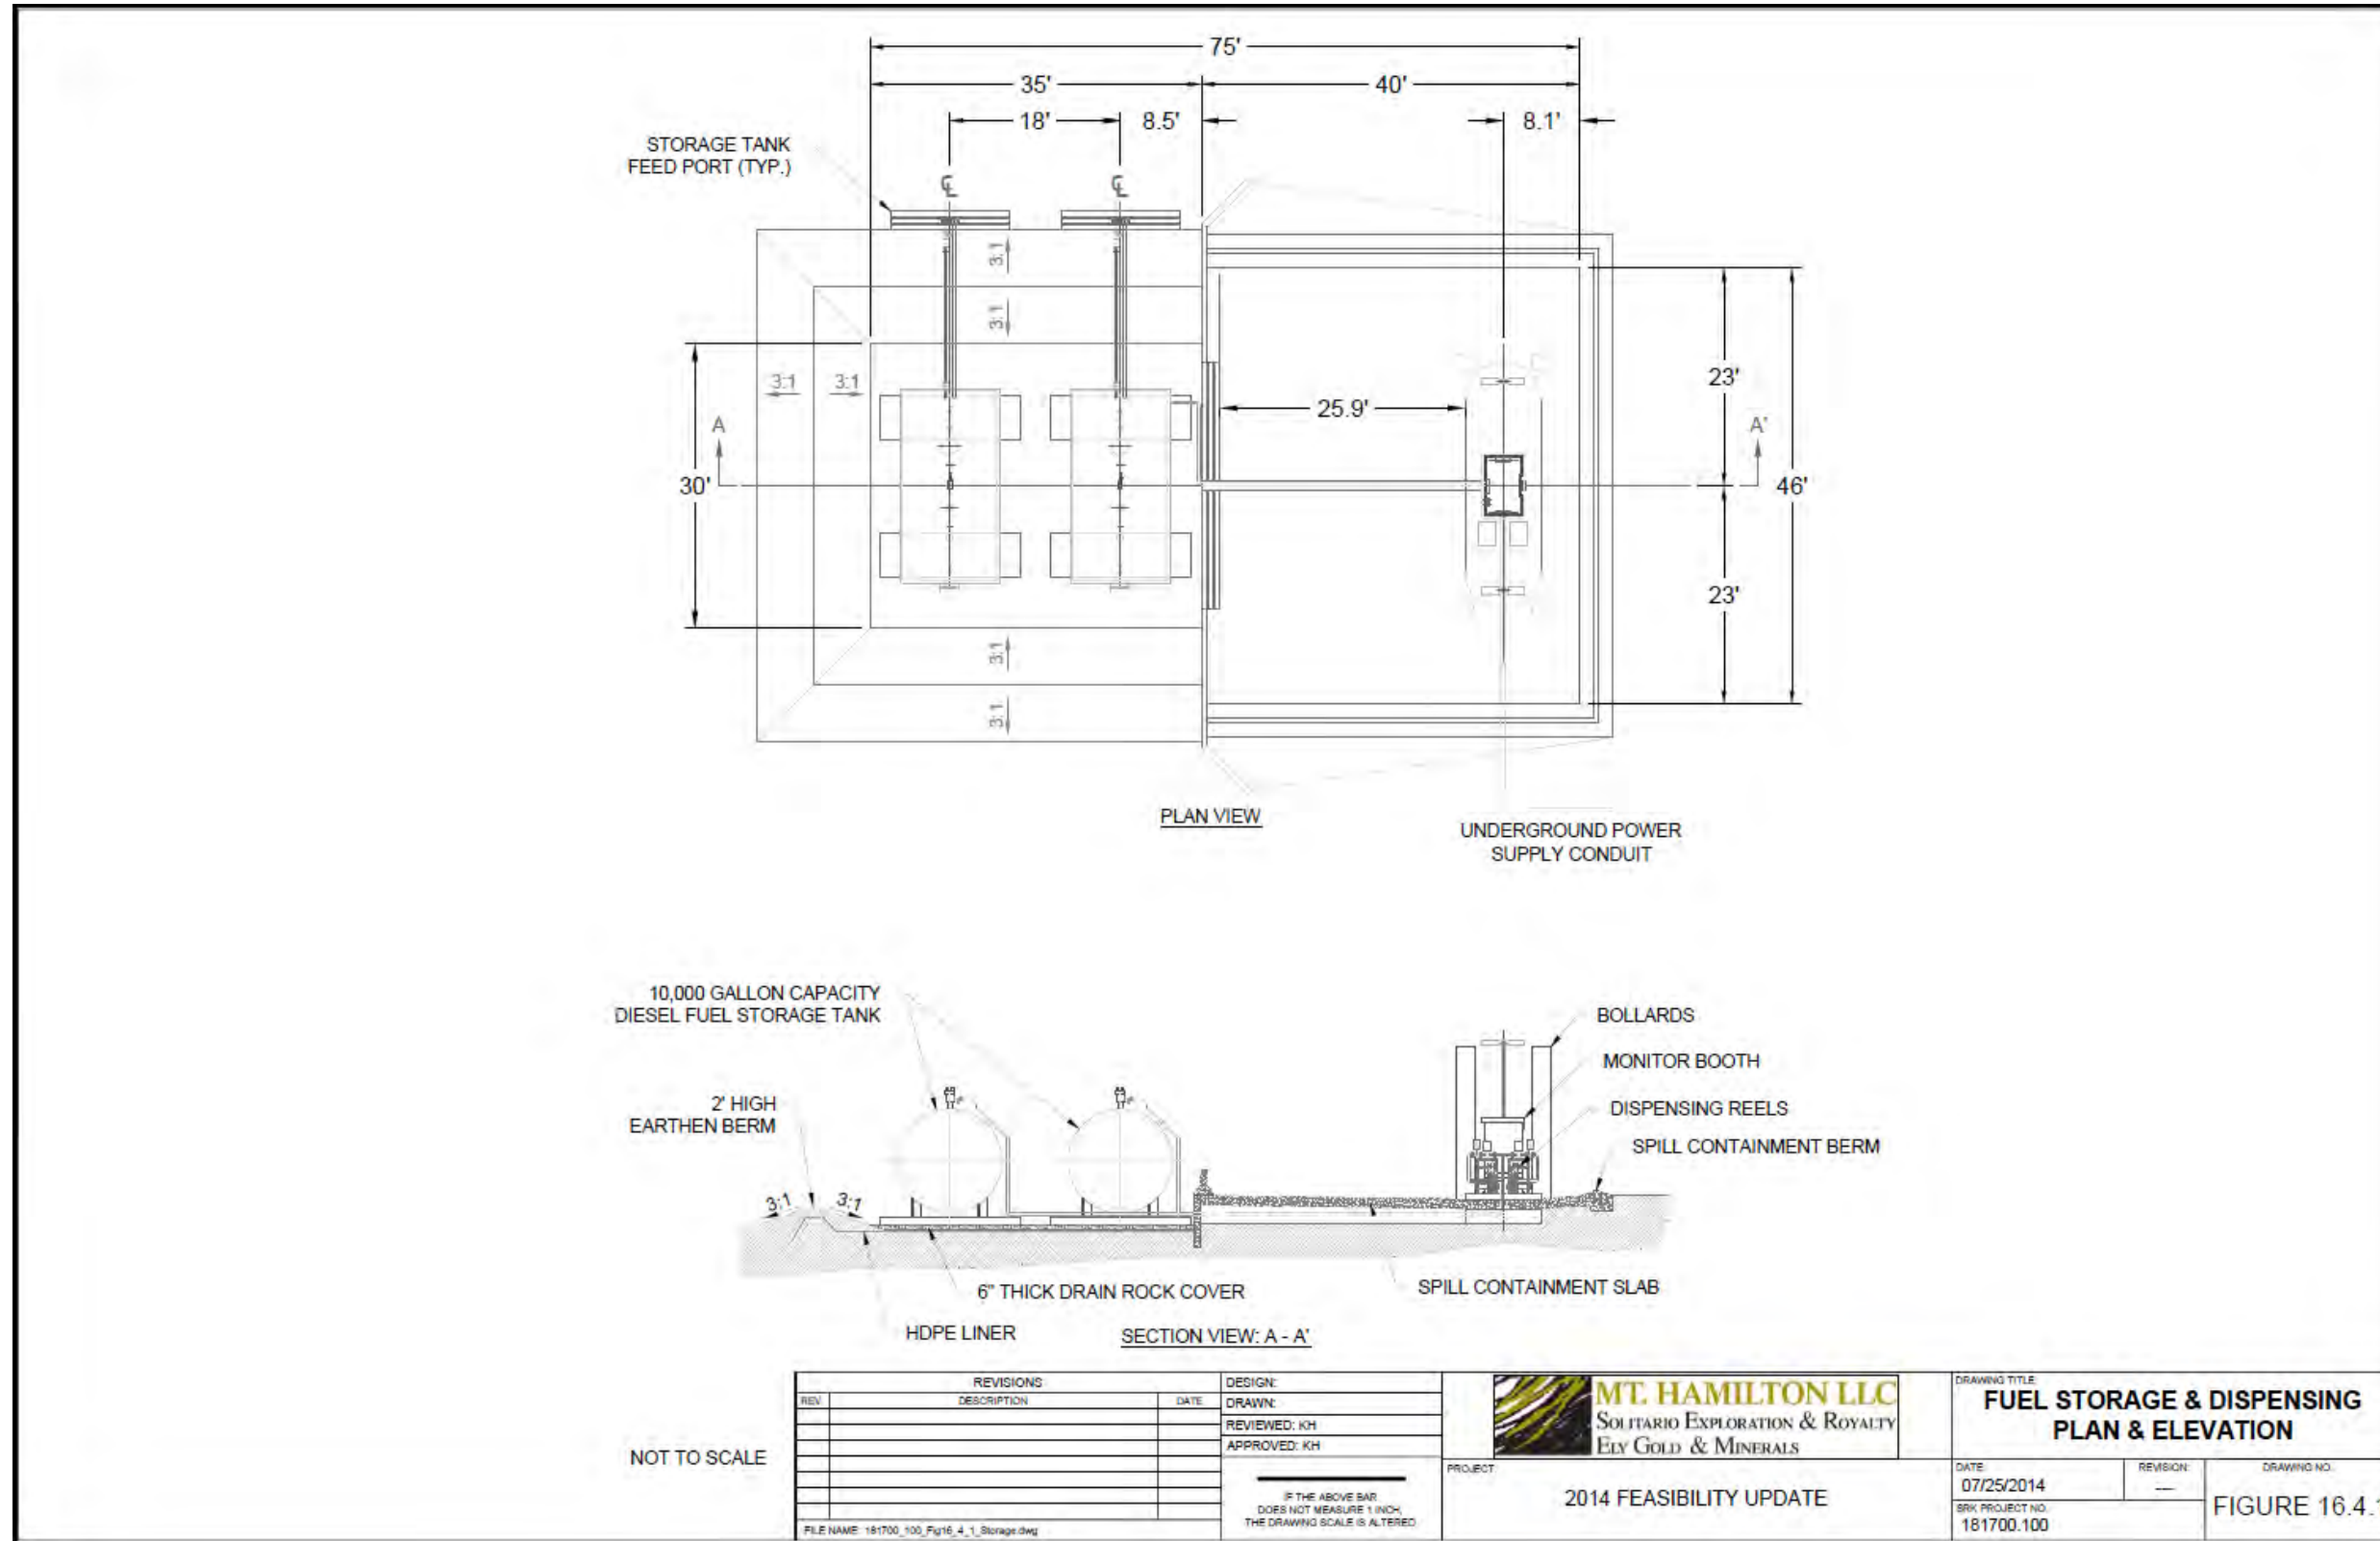 75'
35'
40'
18'
8.5'
8.1'
STORAGE TANK
FEED PORT (TYP.)
℄
℄
3:1
3:1
3:1
3:1
23'
25.9'
A
A'
30'
46'
23'
3:1
3:1
PLAN VIEW
UNDERGROUND POWER
SUPPLY CONDUIT
10,000 GALLON CAPACITY
DIESEL FUEL STORAGE TANK
BOLLARDS
MONITOR BOOTH
2' HIGH
EARTHEN BERM
DISPENSING REELS
SPILL CONTAINMENT BERM
3:1
3:1
6" THICK DRAIN ROCK COVER
SPILL CONTAINMENT SLAB
HDPE LINER
SECTION VIEW: A - A'
NOT TO SCALE
REVISIONS
REV.
DESCRIPTION
DATE
FILE NAME: 181700_100_Fig16_4_1_Storage.dwg
DESIGN:
DRAWN:
REVIEWED: KH
APPROVED: KH
IF THE ABOVE BAR
DOES NOT MEASURE 1 INCH,
THE DRAWING SCALE IS ALTERED
MT. HAMILTON LLC
SOLITARIO EXPLORATION & ROYALTY
ELY GOLD & MINERALS
PROJECT:
2014 FEASIBILITY UPDATE
DRAWING TITLE:
FUEL STORAGE & DISPENSING
PLAN & ELEVATION
DATE:
07/25/2014
REVISION:
SRK PROJECT NO.
181700.100
DRAWING NO.
FIGURE 16.4.